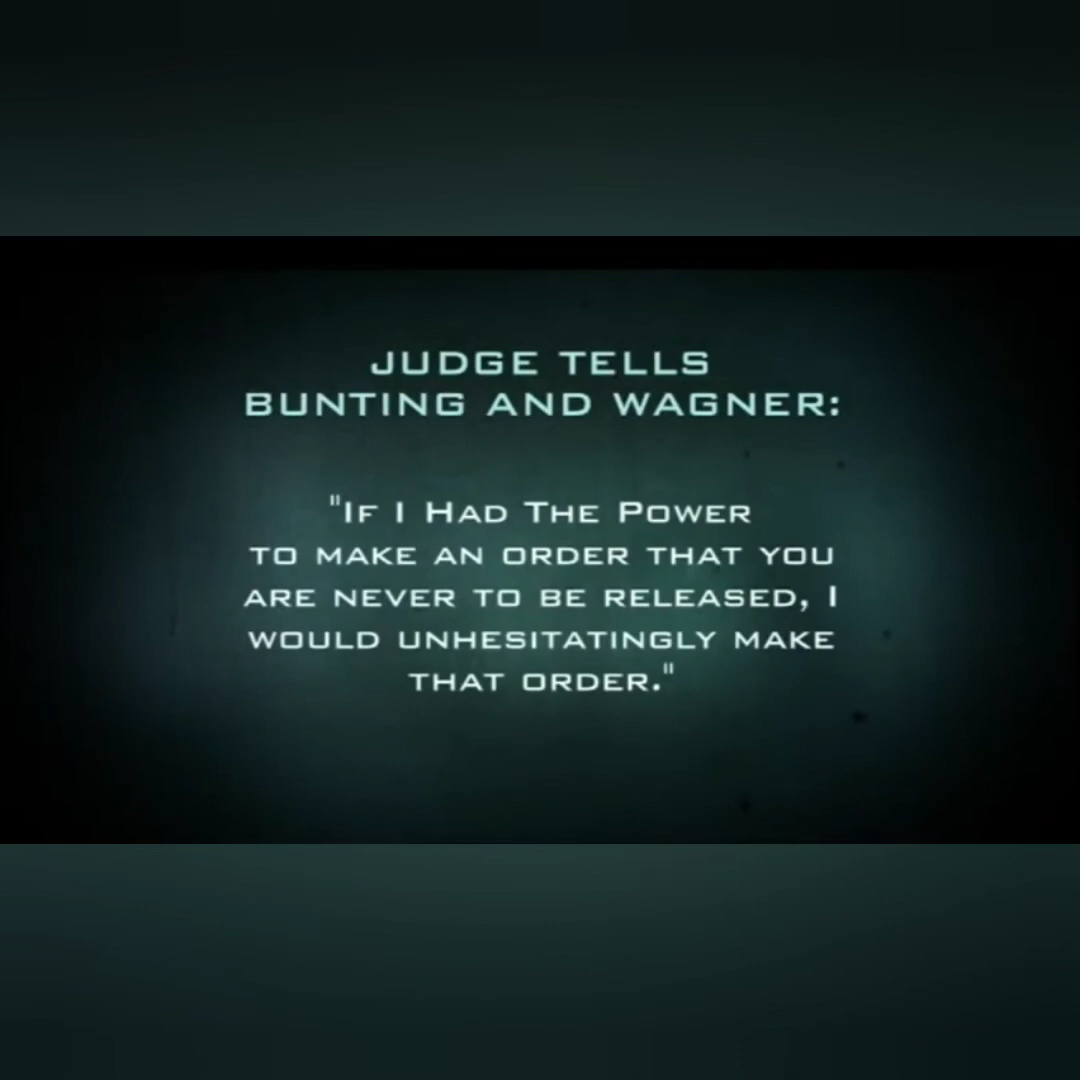 JUDGE TELLS
BUNTING AND WAGNER:
"IF I HAD THE POWER
TO MAKE AN ORDER THAT YOU
ARE NEVER TO BE RELEASED, I
WOULD UNHESITATINGLY MAKE
THAT ORDER."